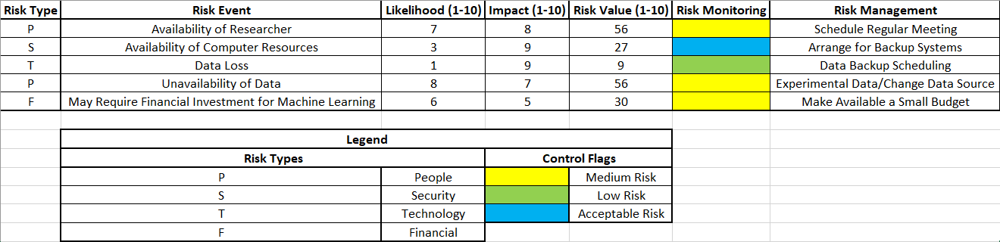 Risk Type Risk Event Likelihood (1-10) Impact (1-10) Risk Value (1-10) Risk Monitoring Risk Management
P Availability of Researcher 7 8 56 Schedule Regular Meeting
S Availability of Computer Resources 3 9 27 Arrange for Backup Systems
T Data Loss 1 9 9 Data Backup Scheduling
P Unavailability of Data 8 7 56 Experimental Data/Change Data Source
F May Require Financial Investment for Machine Learning 6 5 30 Make Available a Small Budget
Legend
Risk Types Control Flags
P People Medium Risk
S Security Low Risk
T Technology Acceptable Risk
F Financial